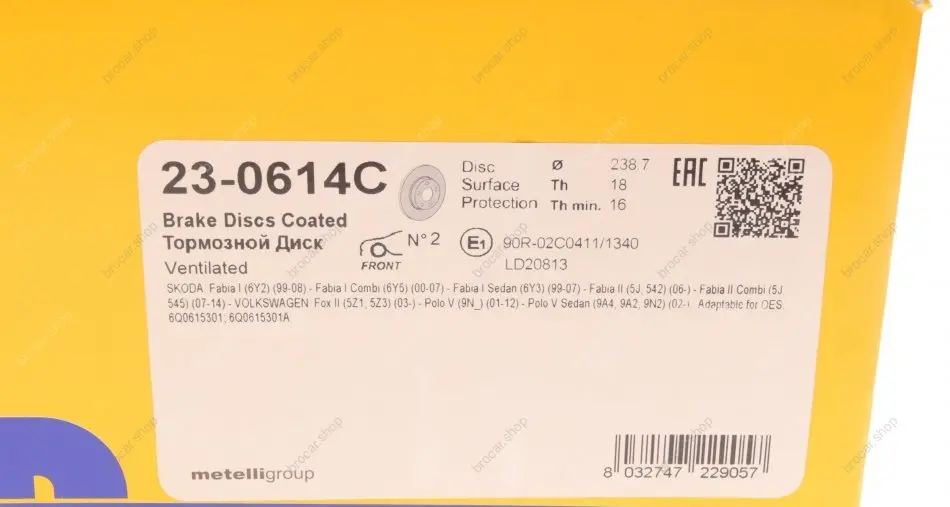 23-0614C
Brake Discs Coated
Тормозной Диск
Ventilated
FRONT
N° 2
Disc Ø 238.7
Surface Th 18
Protection Th min. 16
EAC
E1 90R-02C0411/1340
LD20813
SKODA Fabia I (6Y2) (99-08) - Fabia I Combi (6Y5) (00-07) - Fabia I Sedan (6Y3) (99-07) - Fabia II (5J, 542) (06-) - Fabia II Combi (5J,
545) (07-14) - VOLKSWAGEN Fox II (5Z1, 5Z3) (03-) - Polo V (9N_) (01-12) - Polo V Sedan (9A4, 9A2, 9N2) (02-). Adaptable for OES:
6Q0615301; 6Q0615301A
metelligroup
8 032747 229057
brocar.shop